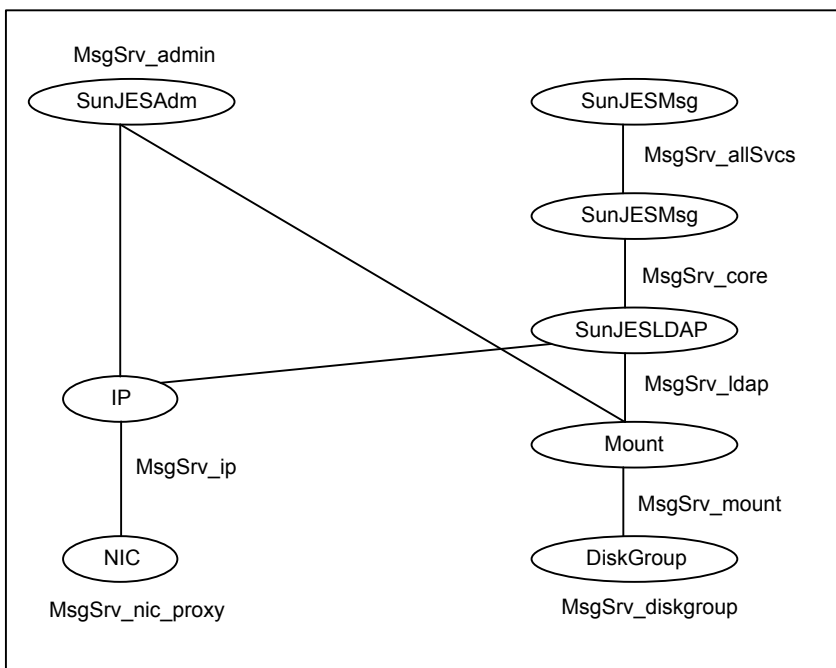 MsgSrv_admin
SunJESAdm
SunJESMsg
MsgSrv_allSvcs
SunJESMsg
MsgSrv_core
SunJESLDAP
MsgSrv_ldap
IP
Mount
MsgSrv_ip
MsgSrv_mount
NIC
DiskGroup
MsgSrv_nic_proxy
MsgSrv_diskgroup